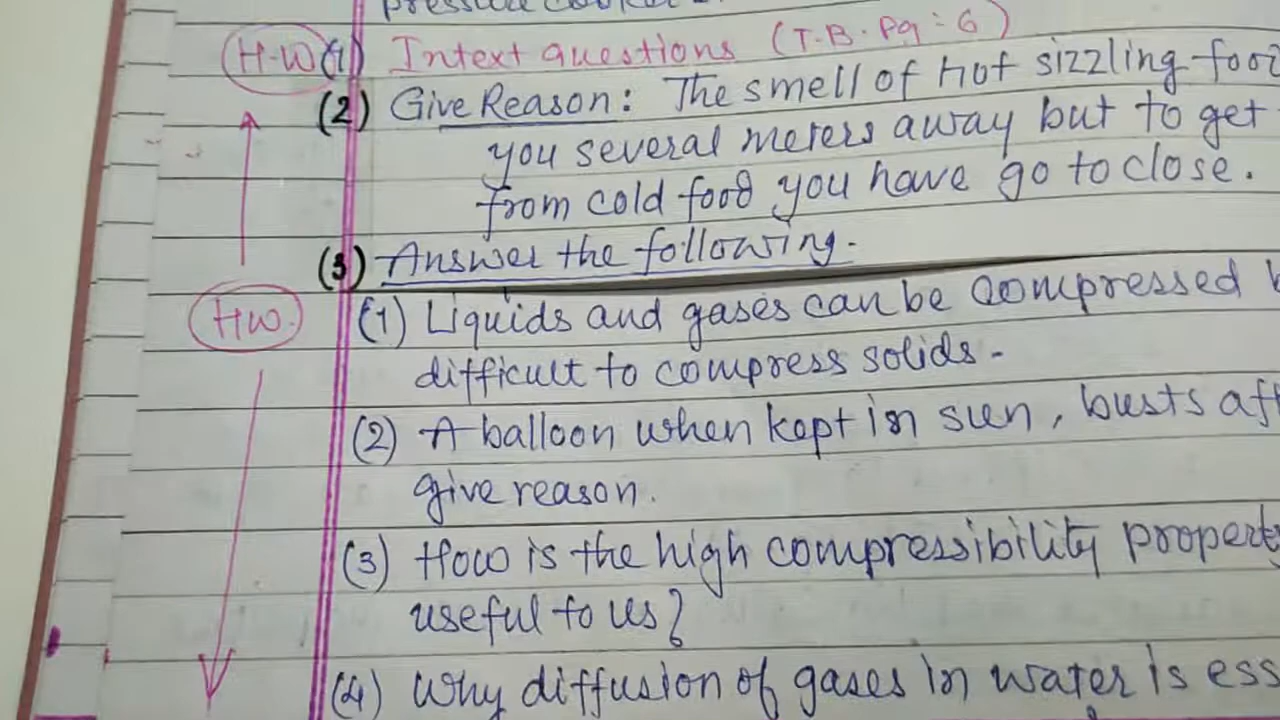 H.W (1) Intext questions (T.B. Pg: 6)
(2) Give Reason: The smell of hot sizzling food
you several meters away but to get
from cold food you have go to close.
(3) Answer the following.
HW. (1) Liquids and gases can be compressed
difficult to compress solids.
(2) A balloon when kept in sun, busts
give reason.
(3) How is the high compressibility property
useful to us?
(4) Why diffusion of gases in water is